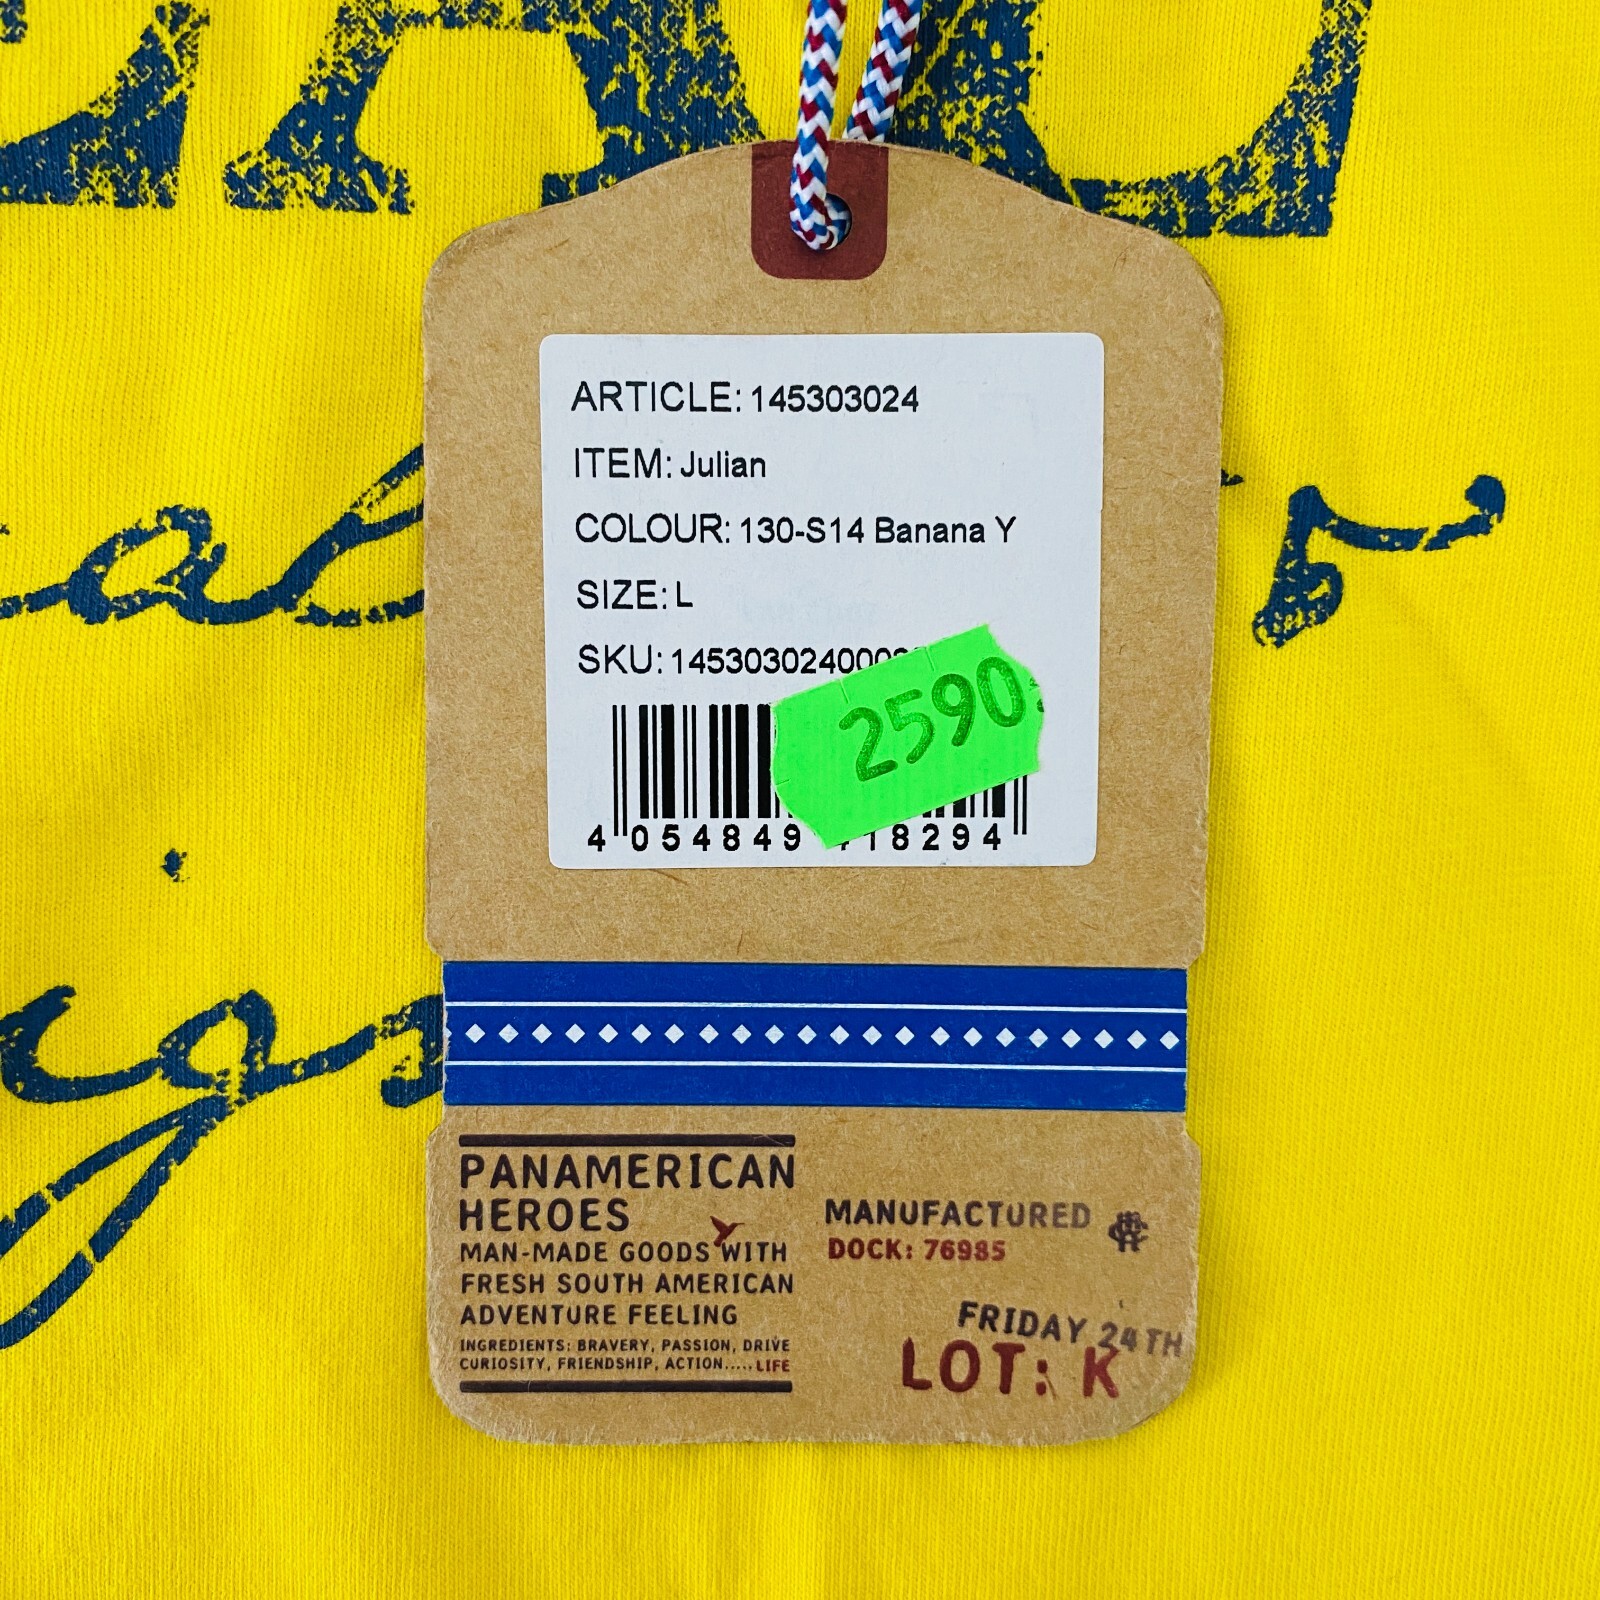 ARTICLE: 145303024
ITEM: Julian
COLOUR: 130-S14 Banana Y
SIZE: L
SKU:
2590
4 054849 18294
PANAMERICAN
HEROES
MAN-MADE GOODS WITH
FRESH SOUTH AMERICAN
ADVENTURE FEELING
INGREDIENTS: BRAVERY, PASSION, DRIVE
CURIOSITY, FRIENDSHIP, ACTION.....LIFE
MANUFACTURED
DOCK: 76985
FRIDAY 24TH
LOT: K